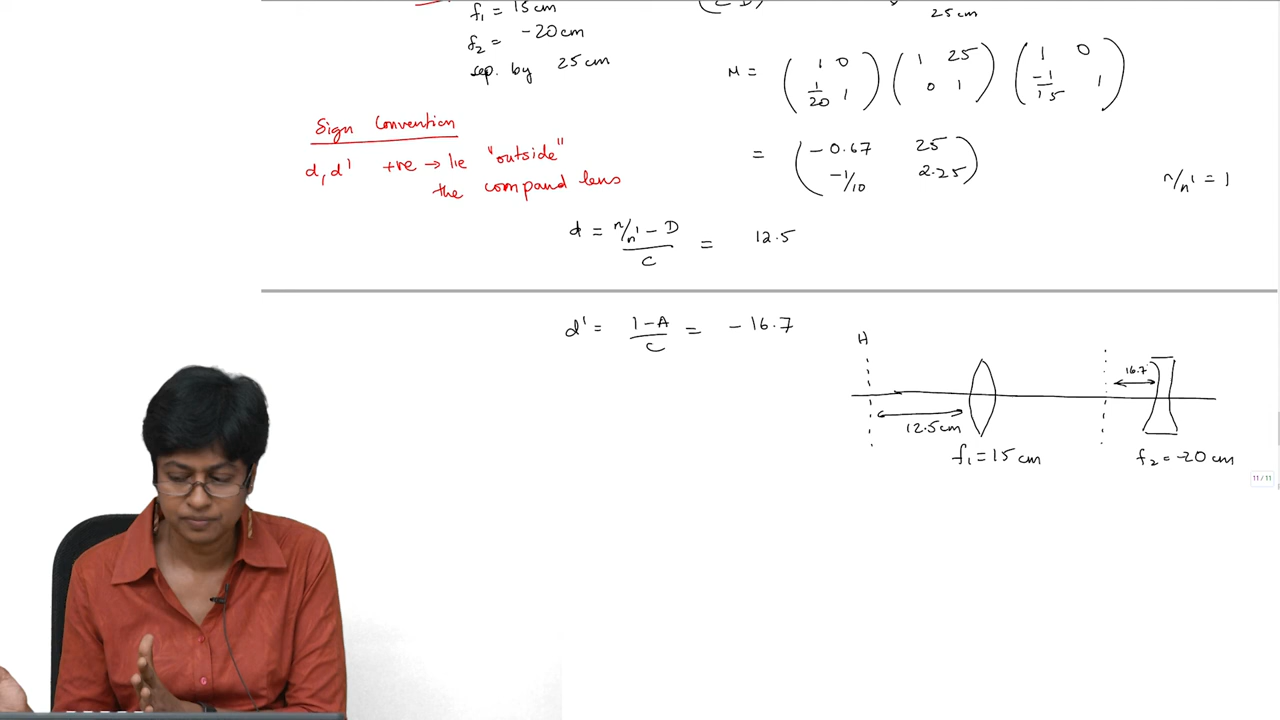 f₁ = 15 cm
f₂ = -20 cm
sep. by 25 cm
(C D)
25 cm
M = (1 0 / 1/20 1) (1 25 / 0 1) (1 0 / -1/15 1)
= (-0.67 25 / -1/10 2.25)
n/n' = 1
Sign Convention
d, d' +ve → lie "outside"
the compand lens
d = (n/n' - D)/C = 12.5
d' = (1-A)/C = -16.7
H
16.7
12.5 cm
f₁ = 15 cm
f₂ = -20 cm
11/11